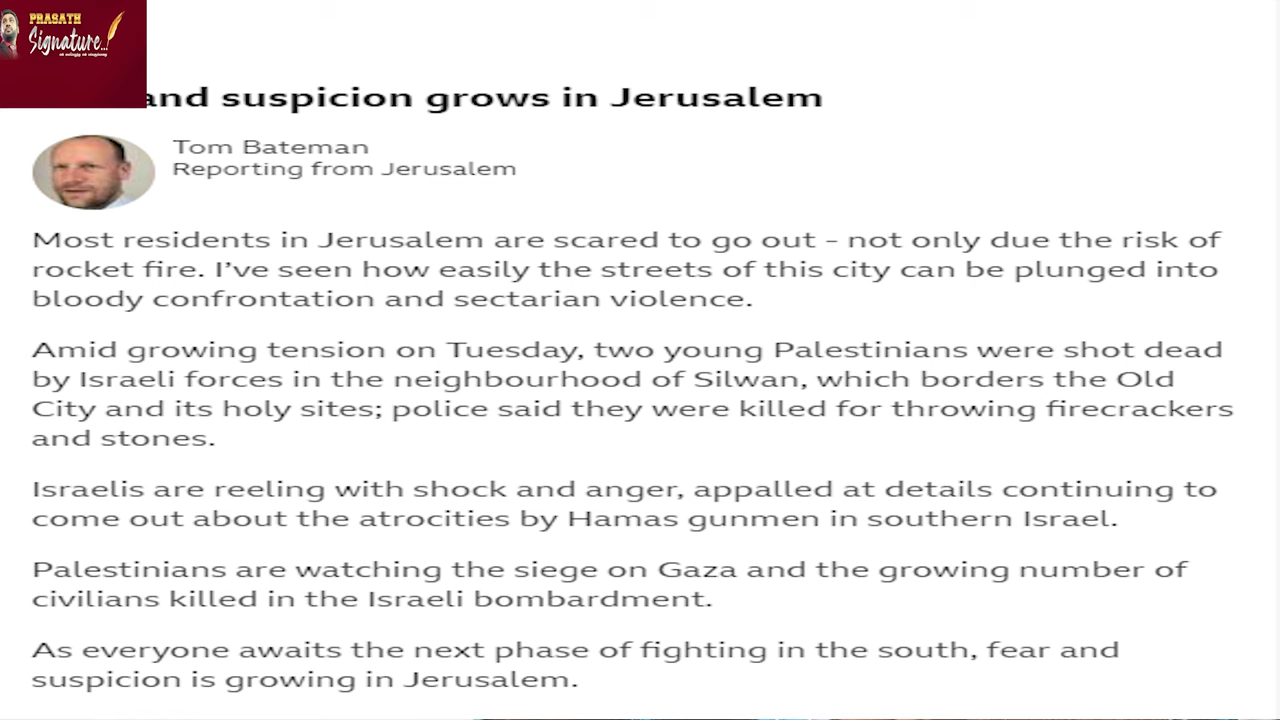 PRASATH
Signature...!
and suspicion grows in Jerusalem
Tom Bateman
Reporting from Jerusalem
Most residents in Jerusalem are scared to go out - not only due the risk of
rocket fire. I’ve seen how easily the streets of this city can be plunged into
bloody confrontation and sectarian violence.
Amid growing tension on Tuesday, two young Palestinians were shot dead
by Israeli forces in the neighbourhood of Silwan, which borders the Old
City and its holy sites; police said they were killed for throwing firecrackers
and stones.
Israelis are reeling with shock and anger, appalled at details continuing to
come out about the atrocities by Hamas gunmen in southern Israel.
Palestinians are watching the siege on Gaza and the growing number of
civilians killed in the Israeli bombardment.
As everyone awaits the next phase of fighting in the south, fear and
suspicion is growing in Jerusalem.